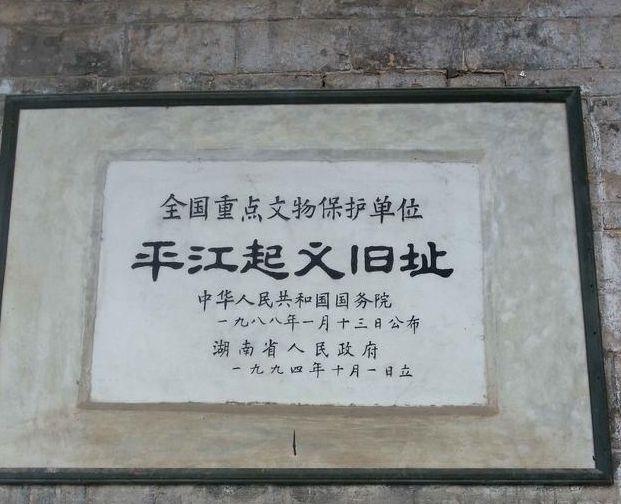 全国重点文物保护单位
平江起义旧址
中华人民共和国国务院
一九八八年一月十三日公布
湖南省人民政府
一九九四年十月一日立